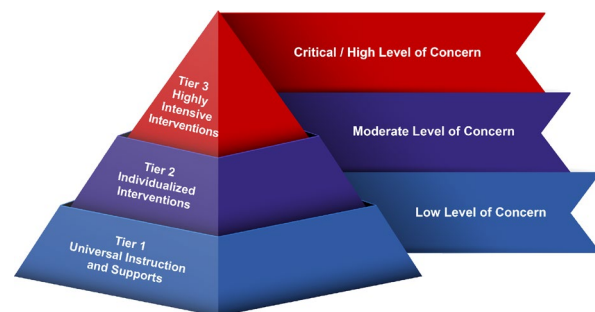 Tier 3
Highly
Intensive
Interventions
Critical / High Level of Concern
Tier 2
Individualized
Interventions
Moderate Level of Concern
Tier 1
Universal Instruction
and Supports
Low Level of Concern